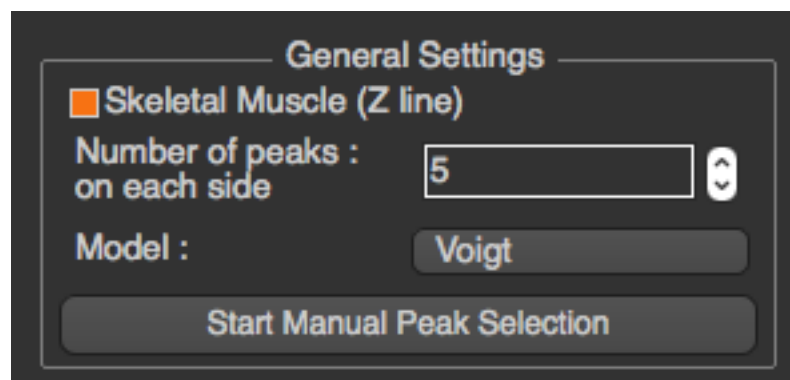 General Settings
Skeletal Muscle (Z line)
Number of peaks :
on each side
5
Model :
Voigt
Start Manual Peak Selection